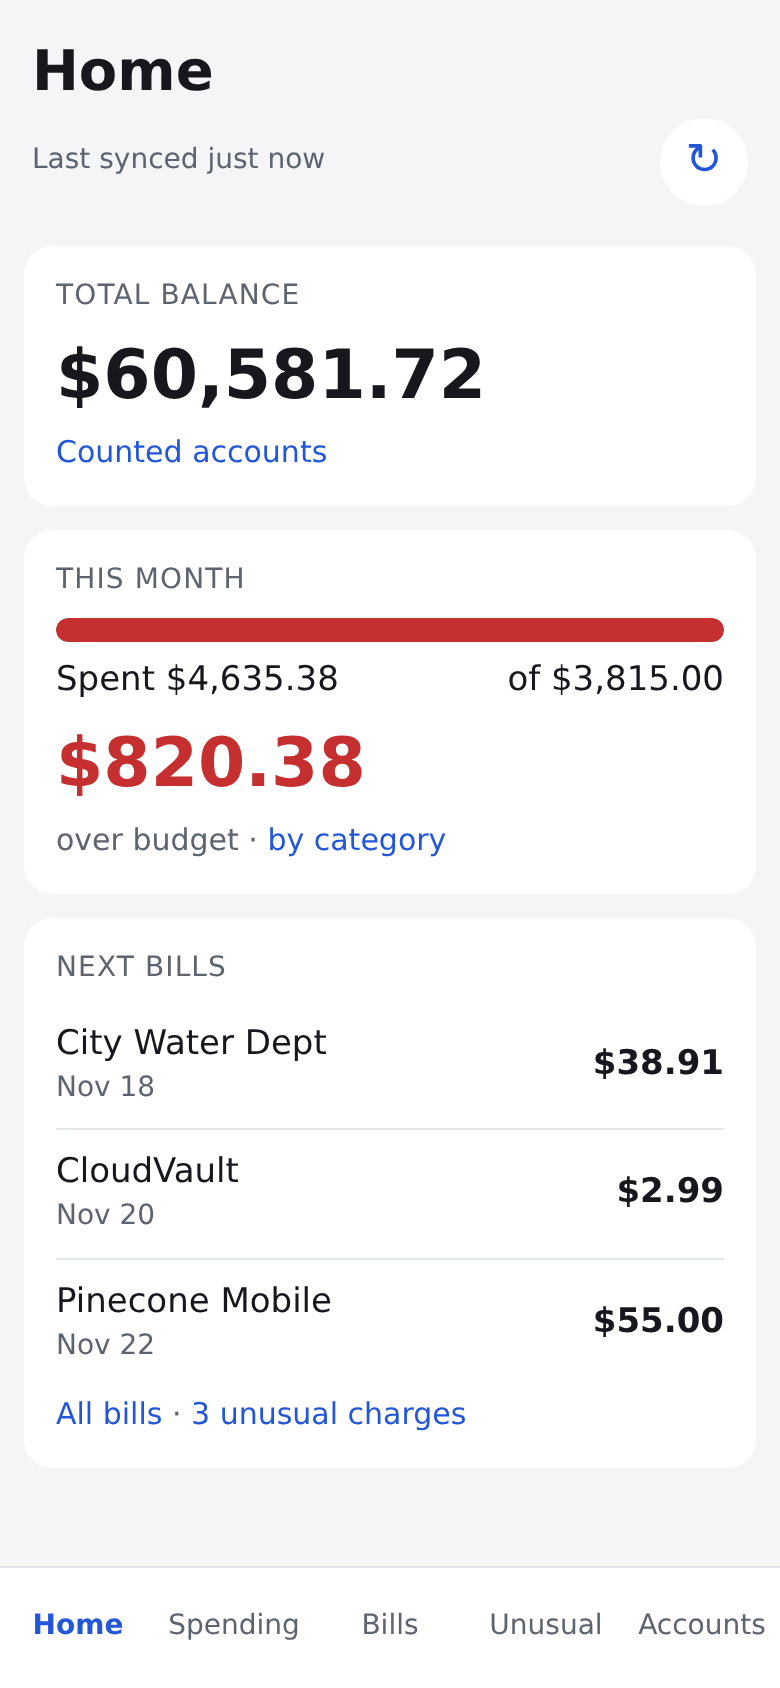 Home
Last synced just now
↻
TOTAL BALANCE
$60,581.72
Counted accounts
THIS MONTH
Spent $4,635.38 of $3,815.00
$820.38
over budget · by category
NEXT BILLS
City Water Dept
Nov 18
$38.91
CloudVault
Nov 20
$2.99
Pinecone Mobile
Nov 22
$55.00
All bills · 3 unusual charges
Home Spending Bills Unusual Accounts